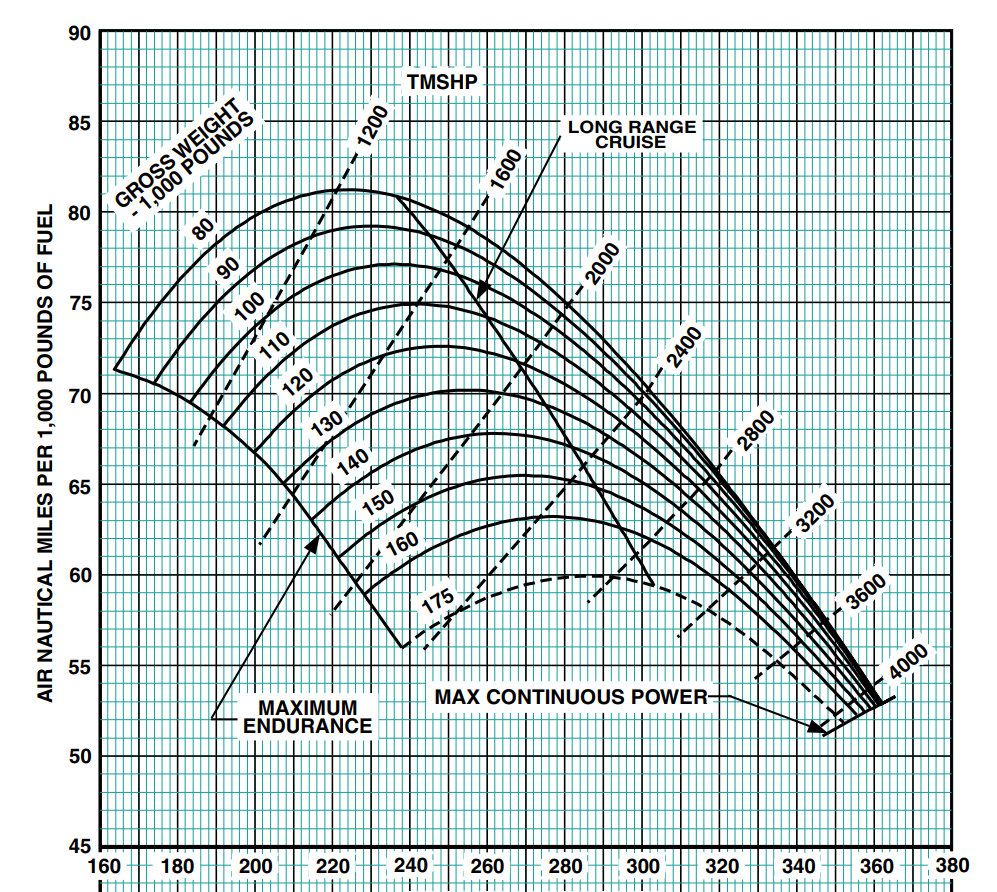 90
85
80
75
70
65
60
55
50
45
AIR NAUTICAL MILES PER 1,000 POUNDS OF FUEL
TMSHP
GROSS WEIGHT
- 1,000 POUNDS
LONG RANGE
CRUISE
1200
1600
2000
2400
2800
3200
3600
4000
80
90
100
110
120
130
140
150
160
175
MAXIMUM
ENDURANCE
MAX CONTINUOUS POWER
160 180 200 220 240 260 280 300 320 340 360 380